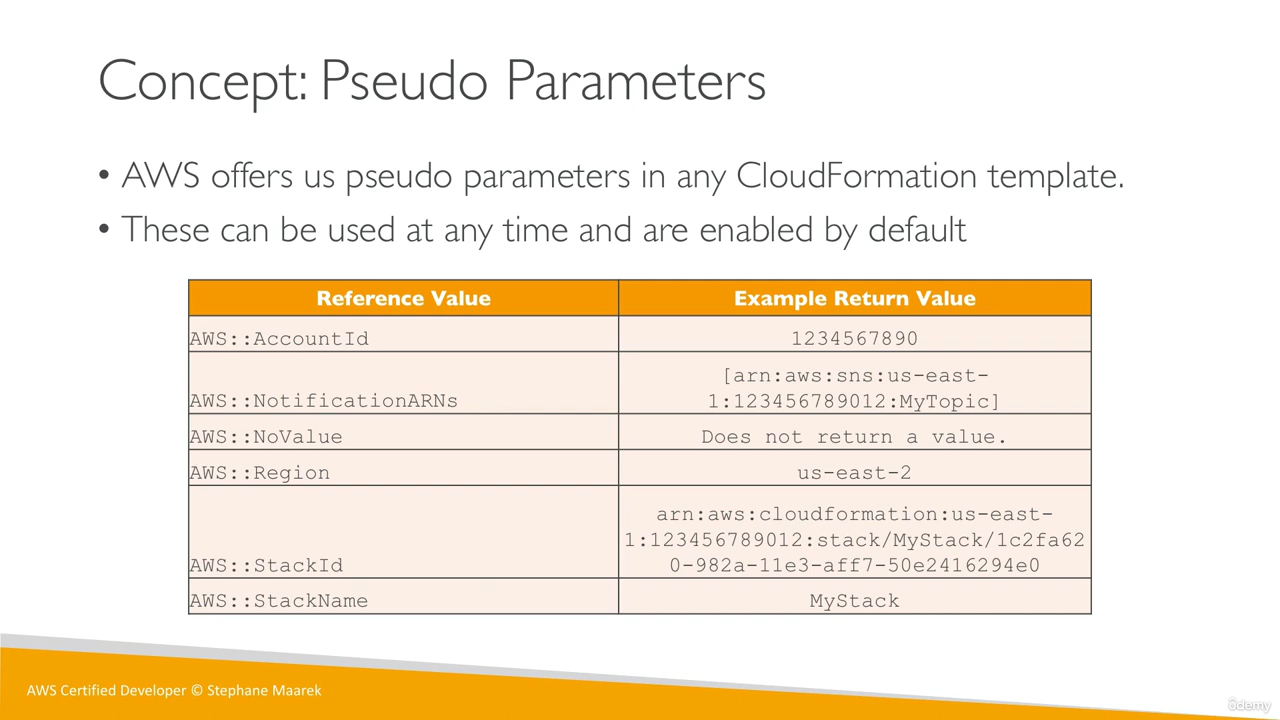 Concept: Pseudo Parameters
• AWS offers us pseudo parameters in any CloudFormation template.
• These can be used at any time and are enabled by default
Reference Value
Example Return Value
AWS::AccountId
1234567890
AWS::NotificationARNs
[arn:aws:sns:us-east-
1:123456789012:MyTopic]
AWS::NoValue
Does not return a value.
AWS::Region
us-east-2
AWS::StackId
arn:aws:cloudformation:us-east-
1:123456789012:stack/MyStack/1c2fa62
0-982a-11e3-aff7-50e2416294e0
AWS::StackName
MyStack
AWS Certified Developer © Stephane Maarek
ûdemy